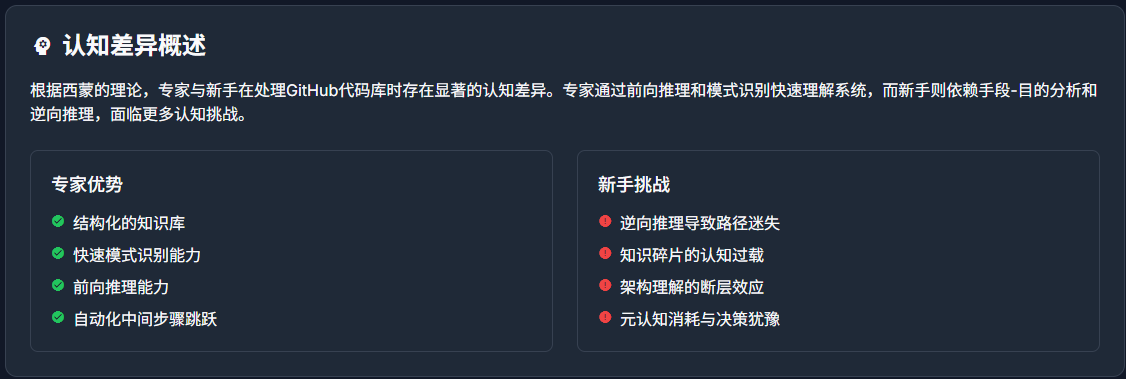 认知差异概述
根据西蒙的理论，专家与新手在处理GitHub代码库时存在显著的认知差异。专家通过前向推理和模式识别快速理解系统，而新手则依赖手段-目的分析和
逆向推理，面临更多认知挑战。
专家优势
结构化的知识库
快速模式识别能力
前向推理能力
自动化中间步骤跳跃
新手挑战
逆向推理导致路径迷失
知识碎片的认知过载
架构理解的断层效应
元认知消耗与决策犹豫